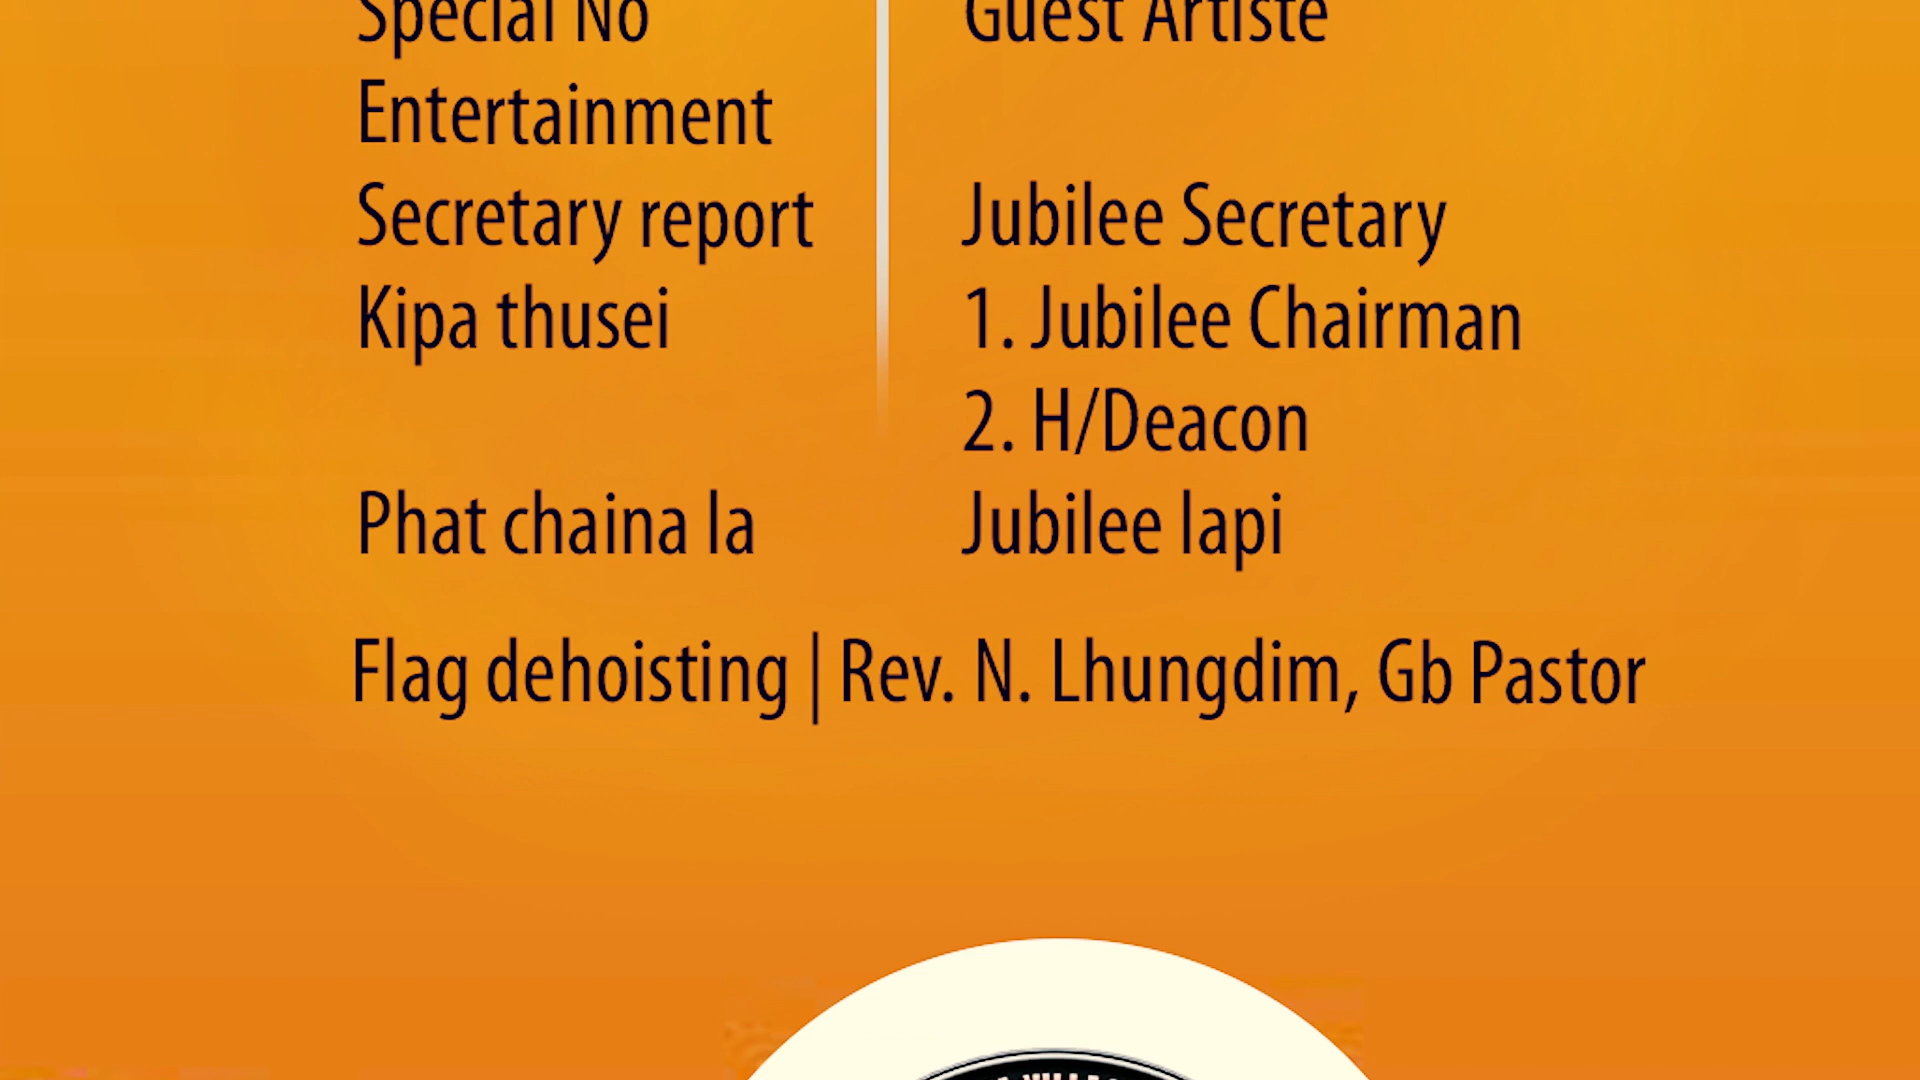 Special No Guest Artiste
Entertainment
Secretary report Jubilee Secretary
Kipa thusei 1. Jubilee Chairman
2. H/Deacon
Phat chaina la Jubilee lapi
Flag dehoisting | Rev. N. Lhungdim, Gb Pastor